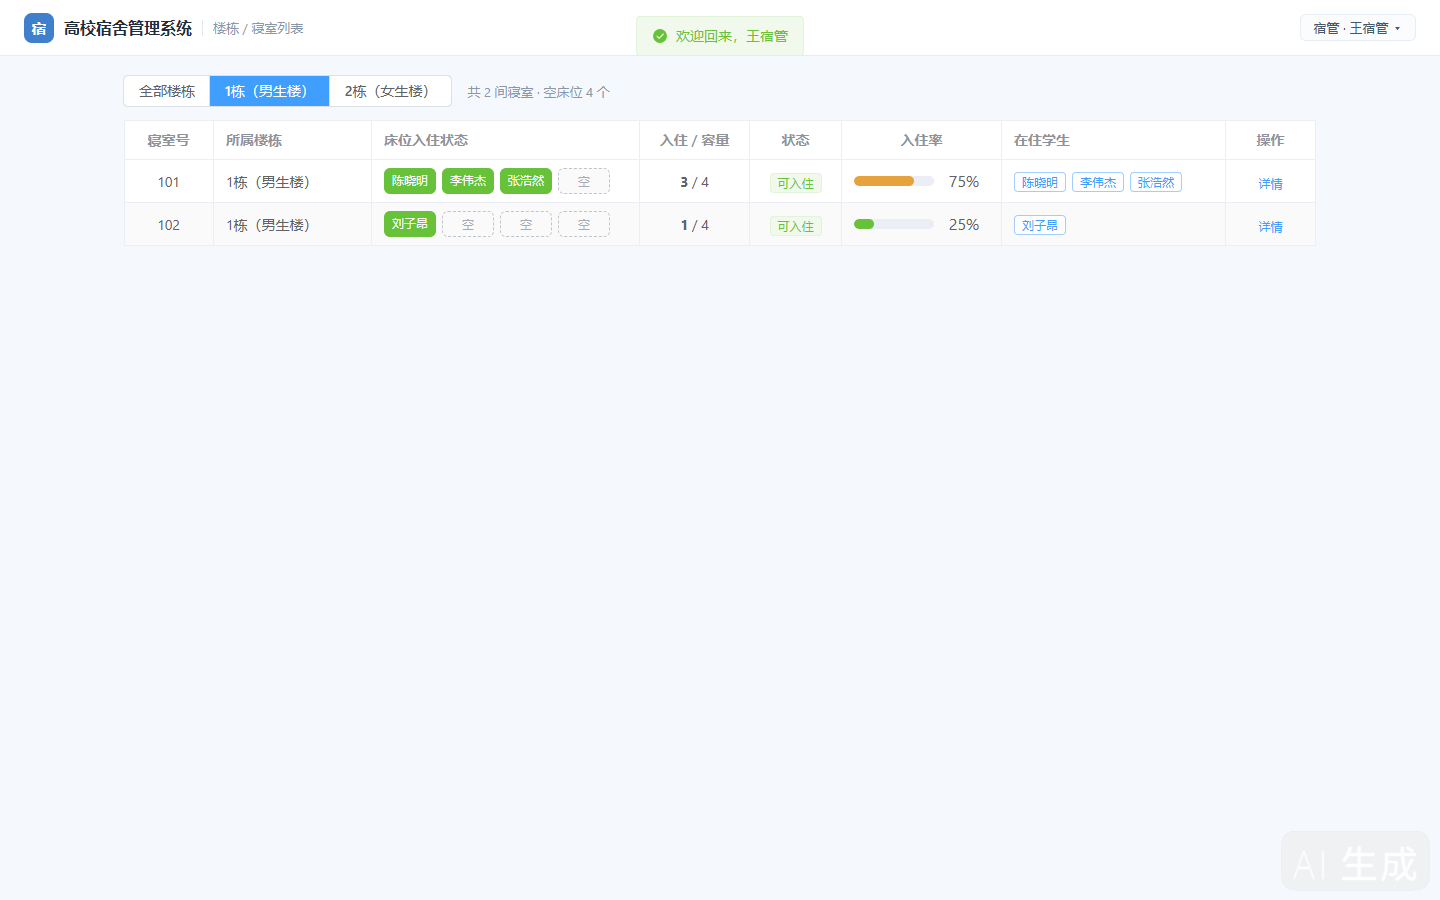 宿 高校宿舍管理系统 楼栋 / 寝室列表 欢迎回来，王宿管 宿管 · 王宿管
全部楼栋 1栋（男生楼） 2栋（女生楼） 共 2 间寝室 · 空床位 4 个
寝室号 所属楼栋 床位入住状态 入住 / 容量 状态 入住率 在住学生 操作
101 1栋（男生楼） 陈晓明 李伟杰 张浩然 空 3 / 4 可入住 75% 陈晓明 李伟杰 张浩然 详情
102 1栋（男生楼） 刘子昂 空 空 空 1 / 4 可入住 25% 刘子昂 详情
AI 生成